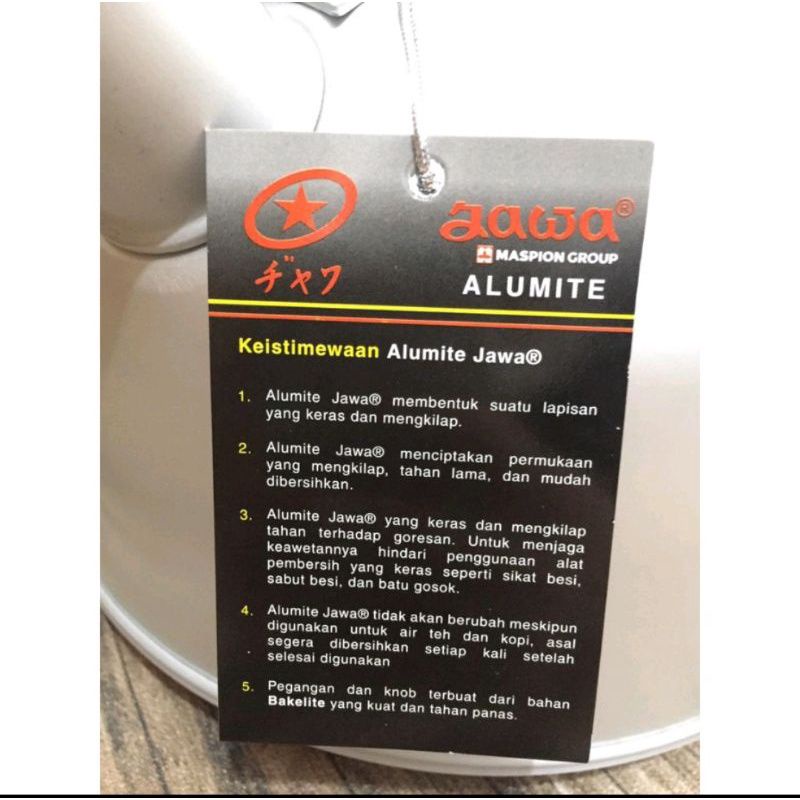 ヂャワ
Jawa®
MASPION GROUP
ALUMITE
Keistimewaan Alumite Jawa®
1. Alumite Jawa® membentuk suatu lapisan
yang keras dan mengkilap.
2. Alumite Jawa® menciptakan permukaan
yang mengkilap, tahan lama, dan mudah
dibersihkan.
3. Alumite Jawa® yang keras dan mengkilap
tahan terhadap goresan. Untuk menjaga
keawetannya hindari penggunaan alat
pembersih yang keras seperti sikat besi,
sabut besi, dan batu gosok.
4. Alumite Jawa® tidak akan berubah meskipun
digunakan untuk air teh dan kopi, asal
segera dibersihkan setiap kali setelah
selesai digunakan
5. Pegangan dan knob terbuat dari bahan
Bakelite yang kuat dan tahan panas.